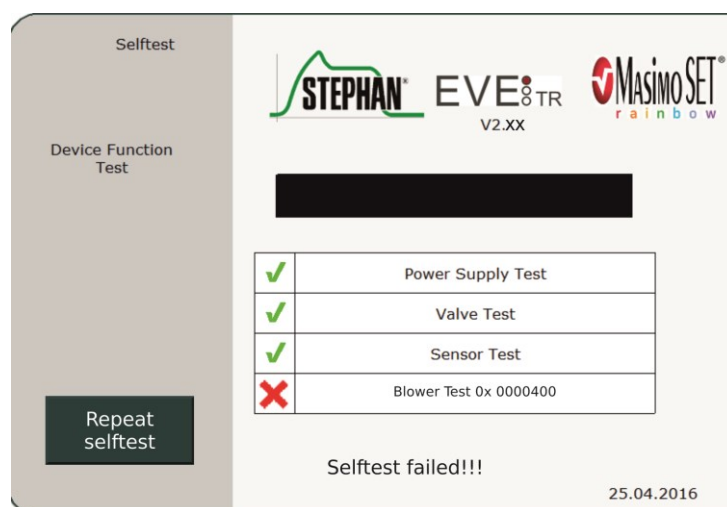 Selftest
Device Function
Test
Repeat
selftest
STEPHAN®
EVE TR
V2.XX
Masimo SET®
rainbow
Power Supply Test
Valve Test
Sensor Test
Blower Test 0x 0000400
Selftest failed!!!
25.04.2016